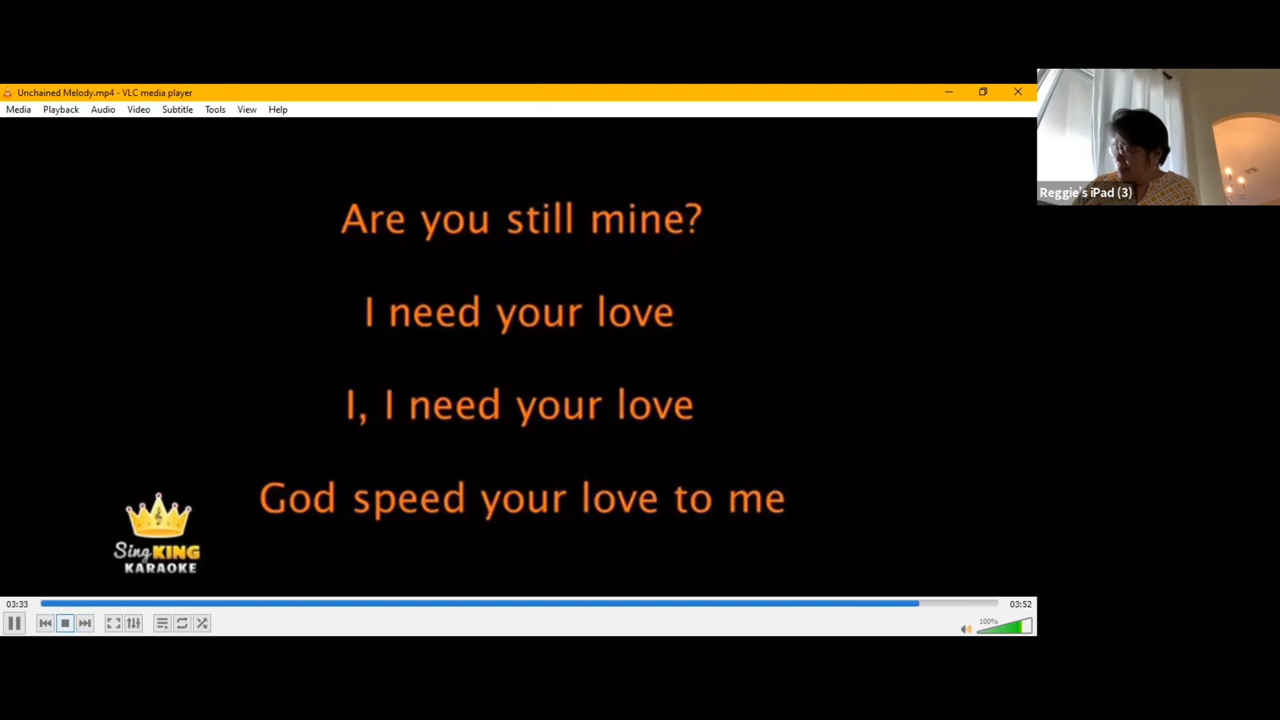 Unchained Melody.mp4 - VLC media player
Media Playback Audio Video Subtitle Tools View Help
Are you still mine?
I need your love
I, I need your love
God speed your love to me
Sing KING
KARAOKE
03:33
03:52
100%
Reggie's iPad (3)